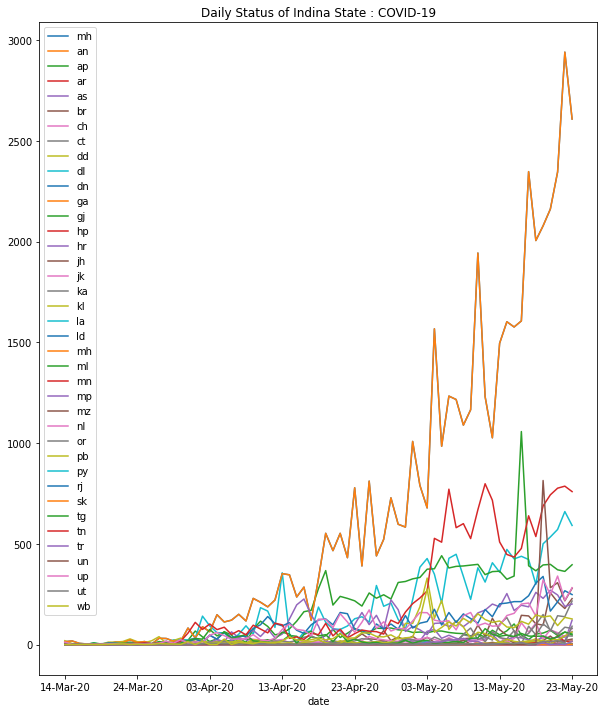 Daily Status of Indina State : COVID-19
3000
2500
2000
1500
1000
500
0
mh
an
ap
ar
as
br
ch
ct
dd
dl
dn
ga
gj
hp
hr
jh
jk
ka
kl
la
ld
mh
ml
mn
mp
mz
nl
or
pb
py
rj
sk
tg
tn
tr
un
up
ut
wb
14-Mar-20 24-Mar-20 03-Apr-20 13-Apr-20 23-Apr-20 03-May-20 13-May-20 23-May-20
date